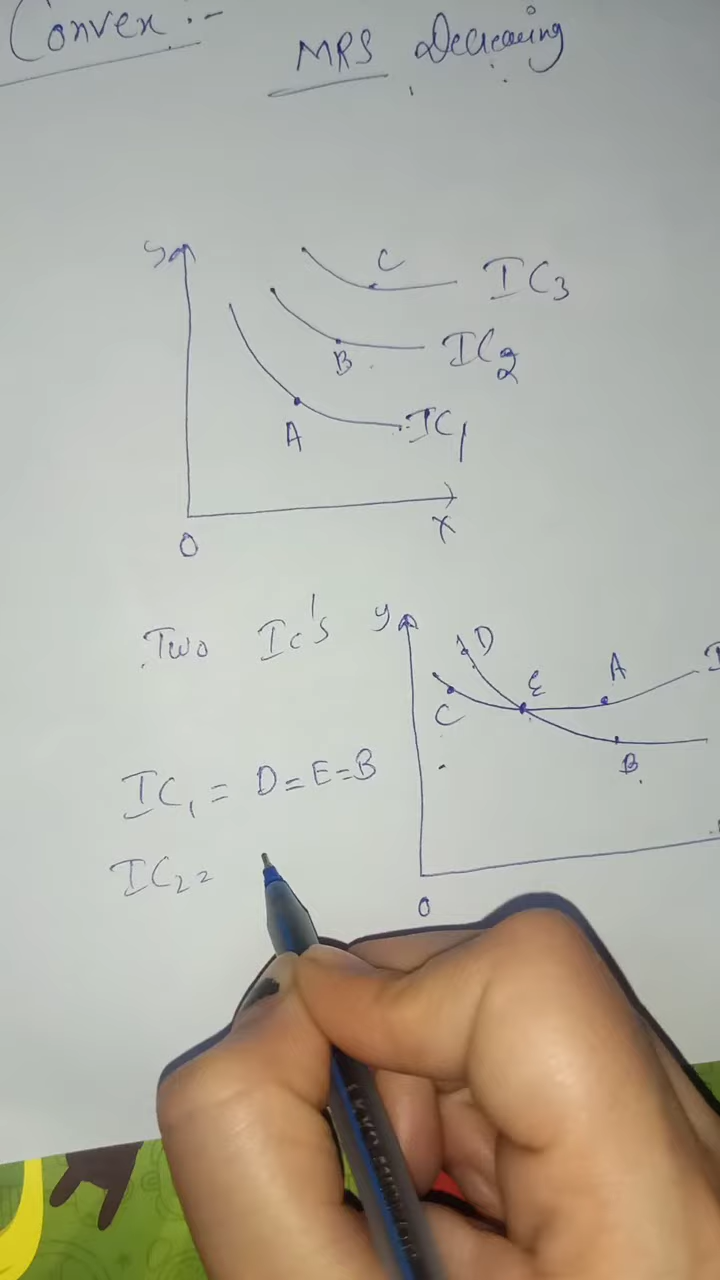 Convex :-
MRS Decreasing
y
C
IC3
B
IC2
A
IC1
0
x
Two Ic's
y
D
E
A
I
C
B
IC1 = D=E=B
IC2=
0